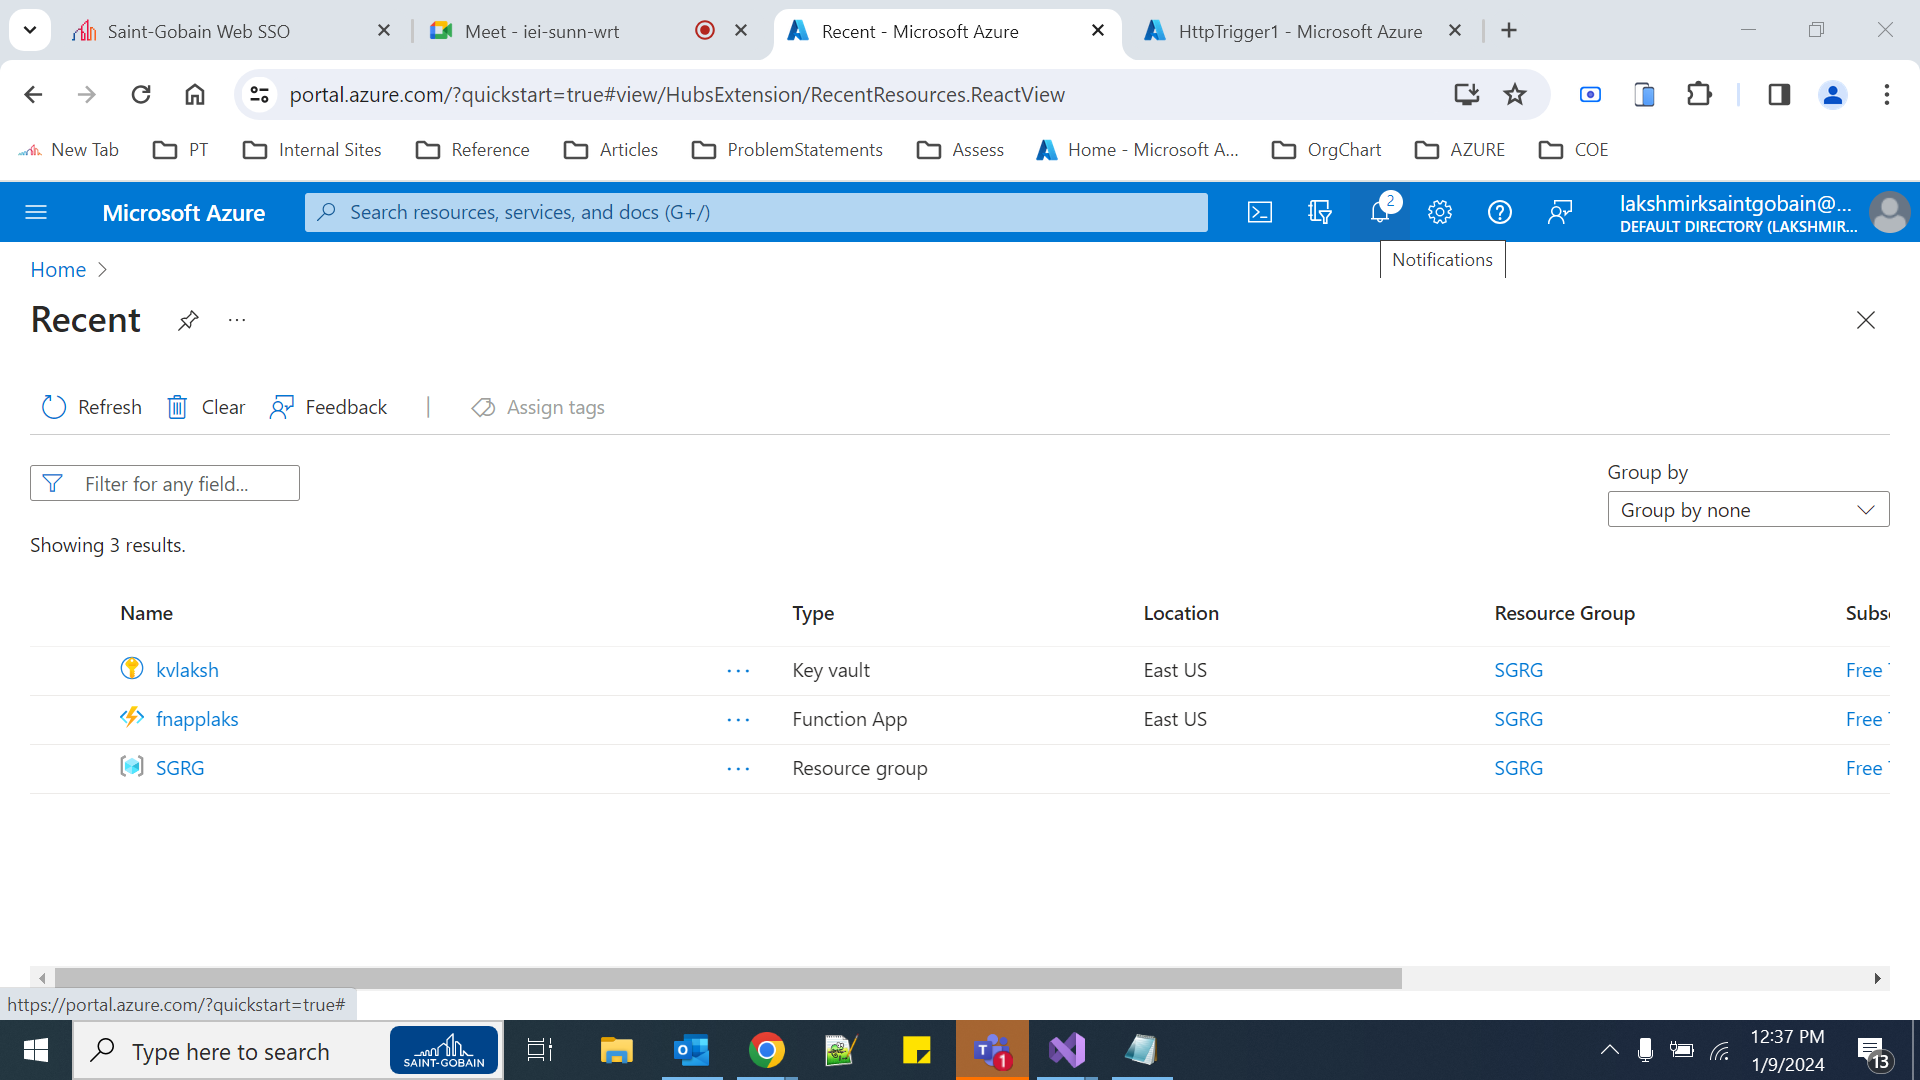 Saint-Gobain Web SSO
Meet - iei-sunn-wrt
Recent - Microsoft Azure
HttpTrigger1 - Microsoft Azure
portal.azure.com/?quickstart=true#view/HubsExtension/RecentResources.ReactView
New Tab
PT
Internal Sites
Reference
Articles
ProblemStatements
Assess
Home - Microsoft A...
OrgChart
AZURE
COE
Microsoft Azure
Search resources, services, and docs (G+/)
2
lakshmirksaintgobain@...
DEFAULT DIRECTORY (LAKSHMIR...
Notifications
Home
Recent
Refresh
Clear
Feedback
Assign tags
Filter for any field...
Group by
Group by none
Showing 3 results.
Name Type Location Resource Group Subs
kvlaksh Key vault East US SGRG Free
fnapplaks Function App East US SGRG Free
SGRG Resource group SGRG Free
https://portal.azure.com/?quickstart=true#
Type here to search
SAINT-GOBAIN
1
12:37 PM
1/9/2024
13